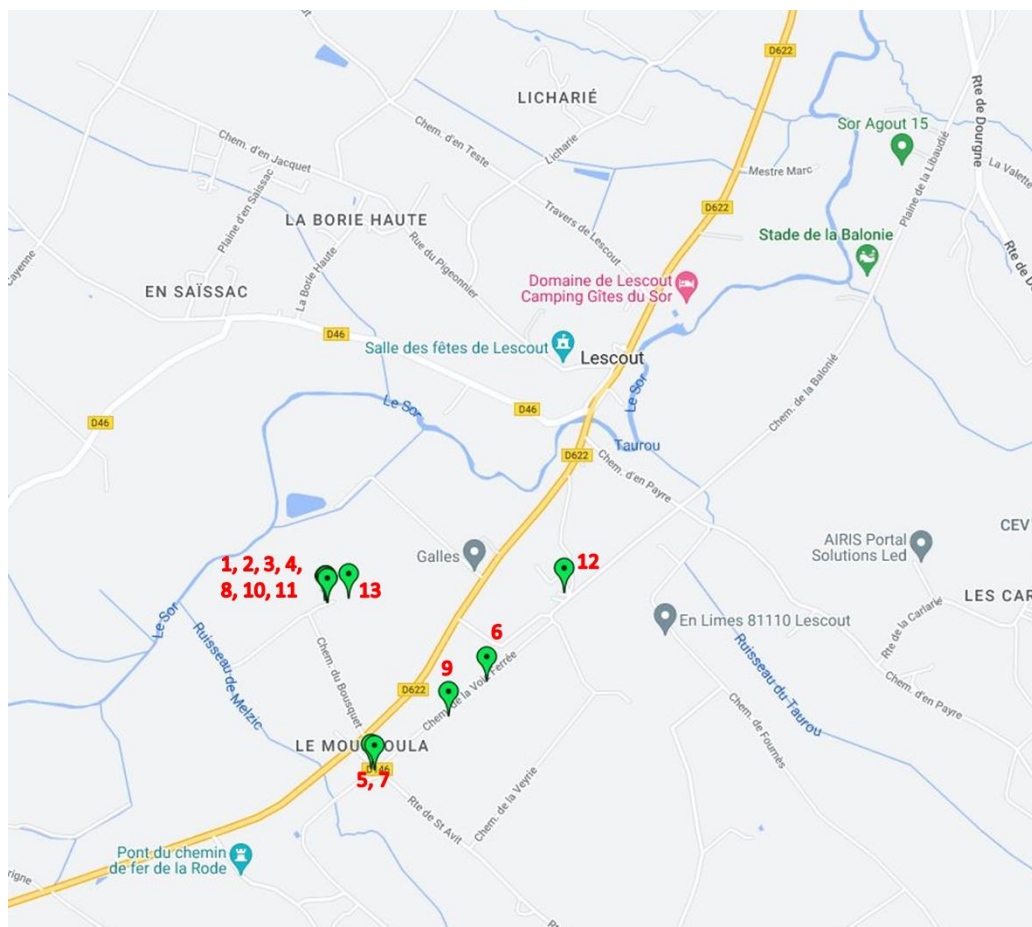 D622
LICHARIÉ
Rte de Dourgne
Sor Agout 15
Chem. d'en Teste
Chem. d'en Jacquet
Licharie
Mestre Marc
La Valette
Plaine de la Libaudié
Plaine d'en Saïssac
LA BORIE HAUTE
Travers de Lescout
D622
Rue du Pigeonnier
Stade de la Balonie
Rte de D
Cayenne
La Borie Haute
Domaine de Lescout
Camping Gîtes du Sor
EN SAÏSSAC
D46
Salle des fêtes de Lescout
Lescout
Le Sor
Le Sor
D46
Chem. de la Balonié
D46
Taurou
D622
Chem. d'en Payre
CEV
Galles
AIRIS Portal
Solutions Led
1, 2, 3, 4,
8, 10, 11
13
12
LES CAR
Le Sor
En Limes 81110 Lescout
Rte de la Carlarié
Ruisseau de Melzic
Chem. du Bousquet
6
Ruisseau du Taurou
9
D622
Chem. de la Voie Ferrée
Chem. d'en Payre
Chem. de Fournès
LE MOU OULA
D 46
5, 7
Rte de St Avit
Chem. de la Veyrie
Pont du chemin
de fer de la Rode
origne